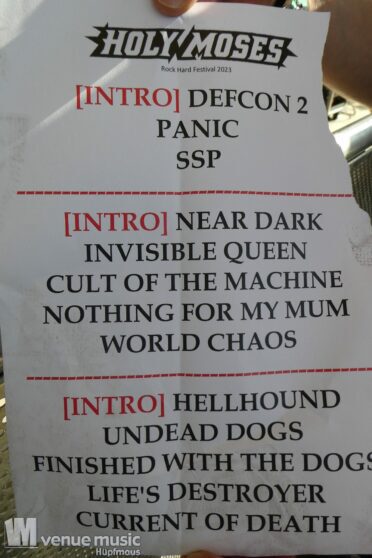 HOLY MOSES
Rock Hard Festival 2023
[INTRO] DEFCON 2
PANIC
SSP
[INTRO] NEAR DARK
INVISIBLE QUEEN
CULT OF THE MACHINE
NOTHING FOR MY MUM
WORLD CHAOS
[INTRO] HELLHOUND
UNDEAD DOGS
FINISHED WITH THE DOGS
LIFE'S DESTROYER
CURRENT OF DEATH
venue music
Hüpfmous